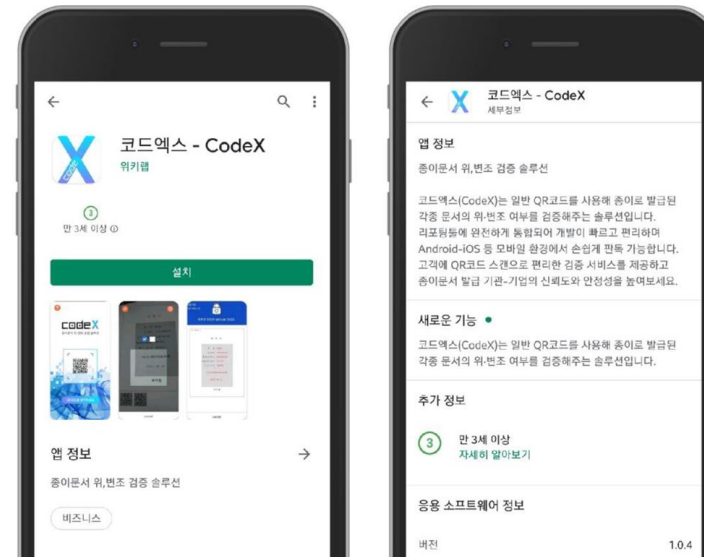 코드엑스 - CodeX
위키랩
3
만 3세 이상
설치
codeX
앱 정보
종이문서 위,변조 검증 솔루션
비즈니스
코드엑스 - CodeX
세부정보
앱 정보
종이문서 위,변조 검증 솔루션
코드엑스(CodeX)는 일반 QR코드를 사용해 종이로 발급된
각종 문서의 위·변조 여부를 검증해주는 솔루션입니다.
리포팅툴에 완전하게 통합되어 개발이 빠르고 편리하며
Android-iOS 등 모바일 환경에서 손쉽게 판독 가능합니다.
고객에 QR코드 스캔으로 편리한 검증 서비스를 제공하고
종이문서 발급 기관-기업의 신뢰도와 안정성을 높여보세요.
새로운 기능
코드엑스(CodeX)는 일반 QR코드를 사용해 종이로 발급된
각종 문서의 위·변조 여부를 검증해주는 솔루션입니다.
추가 정보
3
만 3세 이상
자세히 알아보기
응용 소프트웨어 정보
버전 1.0.4